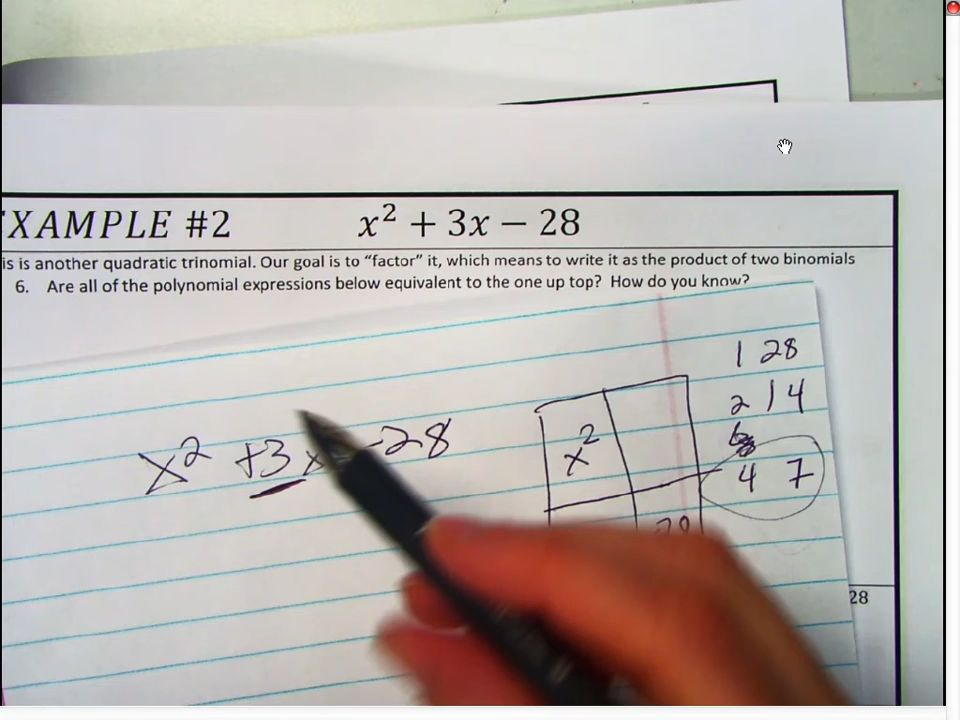 XAMPLE #2 x² + 3x − 28
is is another quadratic trinomial. Our goal is to “factor” it, which means to write it as the product of two binomials
6. Are all of the polynomial expressions below equivalent to the one up top? How do you know?
1 28
2 14
x² +3x -28
x²
4 7
28
28